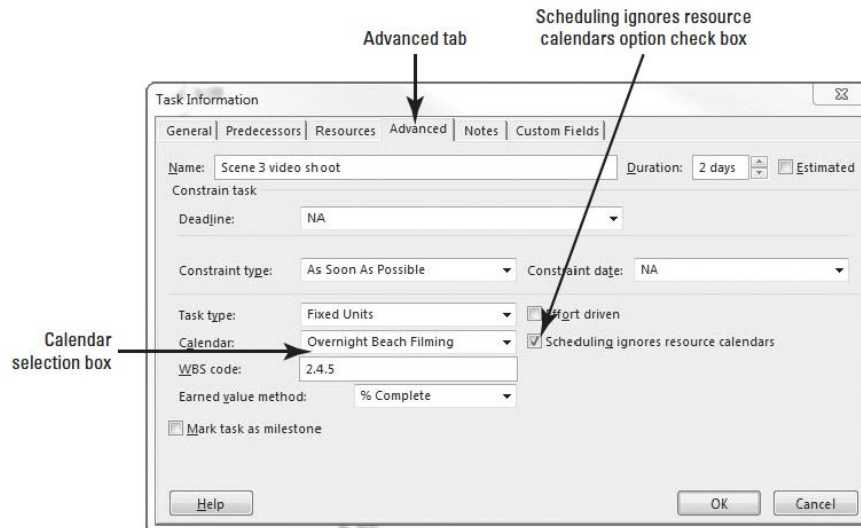 Scheduling ignores resource
calendars option check box
Advanced tab
Task Information
General Predecessors Resources Advanced Notes Custom Fields
Name: Scene 3 video shoot Duration: 2 days Estimated
Constrain task
Deadline: NA
Constraint type: As Soon As Possible Constraint date: NA
Task type: Fixed Units Effort driven
Calendar: Overnight Beach Filming Scheduling ignores resource calendars
Calendar
selection box
WBS code: 2.4.5
Earned value method: % Complete
Mark task as milestone
Help OK Cancel